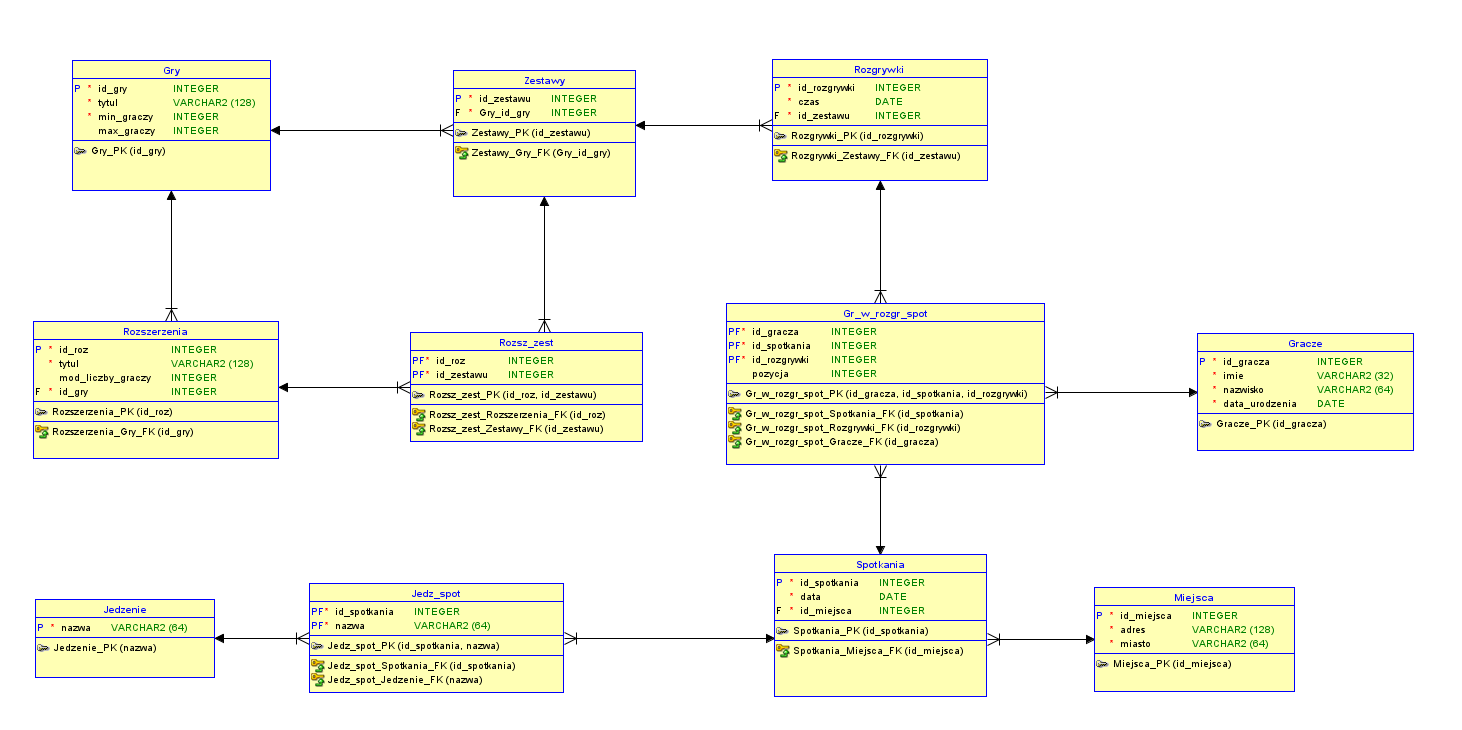 Gry
P * id_gry INTEGER
* tytul VARCHAR2 (128)
* min_graczy INTEGER
max_graczy INTEGER
Gry_PK (id_gry)
Zestawy
P * id_zestawu INTEGER
F * Gry_id_gry INTEGER
Zestawy_PK (id_zestawu)
Zestawy_Gry_FK (Gry_id_gry)
Rozgrywki
P * id_rozgrywki INTEGER
* czas DATE
F * id_zestawu INTEGER
Rozgrywki_PK (id_rozgrywki)
Rozgrywki_Zestawy_FK (id_zestawu)
Rozszerzenia
P * id_roz INTEGER
* tytul VARCHAR2 (128)
mod_liczby_graczy INTEGER
F * id_gry INTEGER
Rozszerzenia_PK (id_roz)
Rozszerzenia_Gry_FK (id_gry)
Rozsz_zest
PF* id_roz INTEGER
PF* id_zestawu INTEGER
Rozsz_zest_PK (id_roz, id_zestawu)
Rozsz_zest_Rozszerzenia_FK (id_roz)
Rozsz_zest_Zestawy_FK (id_zestawu)
Gr_w_rozgr_spot
PF* id_gracza INTEGER
PF* id_spotkania INTEGER
PF* id_rozgrywki INTEGER
pozycja INTEGER
Gr_w_rozgr_spot_PK (id_gracza, id_spotkania, id_rozgrywki)
Gr_w_rozgr_spot_Spotkania_FK (id_spotkania)
Gr_w_rozgr_spot_Rozgrywki_FK (id_rozgrywki)
Gr_w_rozgr_spot_Gracze_FK (id_gracza)
Gracze
P * id_gracza INTEGER
* imie VARCHAR2 (32)
* nazwisko VARCHAR2 (64)
* data_urodzenia DATE
Gracze_PK (id_gracza)
Jedzenie
P * nazwa VARCHAR2 (64)
Jedzenie_PK (nazwa)
Jedz_spot
PF* id_spotkania INTEGER
PF* nazwa VARCHAR2 (64)
Jedz_spot_PK (id_spotkania, nazwa)
Jedz_spot_Spotkania_FK (id_spotkania)
Jedz_spot_Jedzenie_FK (nazwa)
Spotkania
P * id_spotkania INTEGER
* data DATE
F * id_miejsca INTEGER
Spotkania_PK (id_spotkania)
Spotkania_Miejsca_FK (id_miejsca)
Miejsca
P * id_miejsca INTEGER
* adres VARCHAR2 (128)
* miasto VARCHAR2 (64)
Miejsca_PK (id_miejsca)